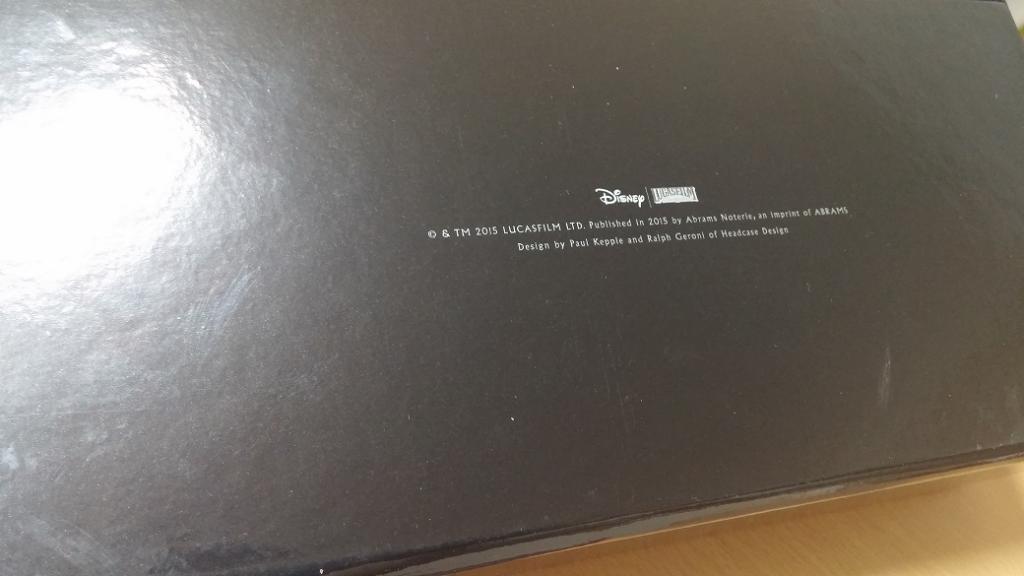 Disney | LUCASFILM
© & TM 2015 LUCASFILM LTD. Published in 2015 by Abrams Noterie, an imprint of ABRAMS
Design by Paul Kepple and Ralph Geroni of Headcase Design